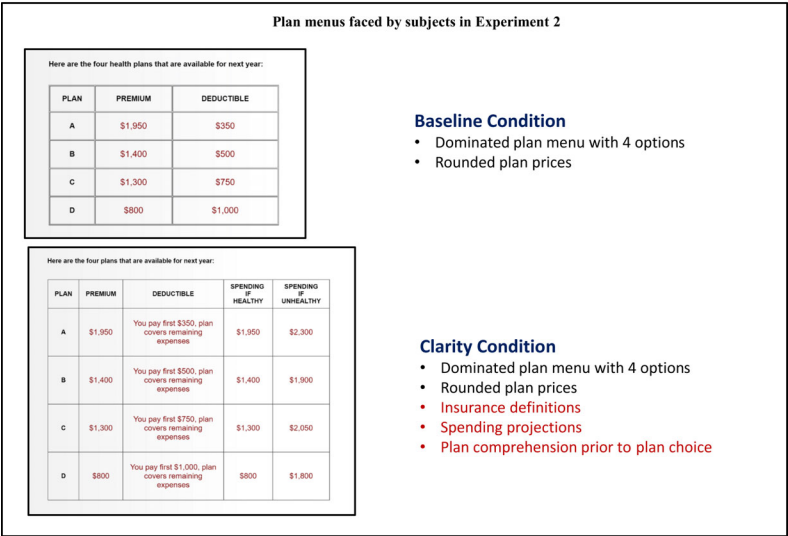 Plan menus faced by subjects in Experiment 2
Here are the four health plans that are available for next year:
PLAN PREMIUM DEDUCTIBLE
A $1,950 $350
B $1,400 $500
C $1,300 $750
D $800 $1,000
Baseline Condition
• Dominated plan menu with 4 options
• Rounded plan prices
Here are the four plans that are available for next year:
PLAN PREMIUM DEDUCTIBLE SPENDING IF HEALTHY SPENDING IF UNHEALTHY
A $1,950 You pay first $350, plan covers remaining expenses $1,950 $2,300
B $1,400 You pay first $500, plan covers remaining expenses $1,400 $1,900
C $1,300 You pay first $750, plan covers remaining expenses $1,300 $2,050
D $800 You pay first $1,000, plan covers remaining expenses $800 $1,800
Clarity Condition
• Dominated plan menu with 4 options
• Rounded plan prices
• Insurance definitions
• Spending projections
• Plan comprehension prior to plan choice